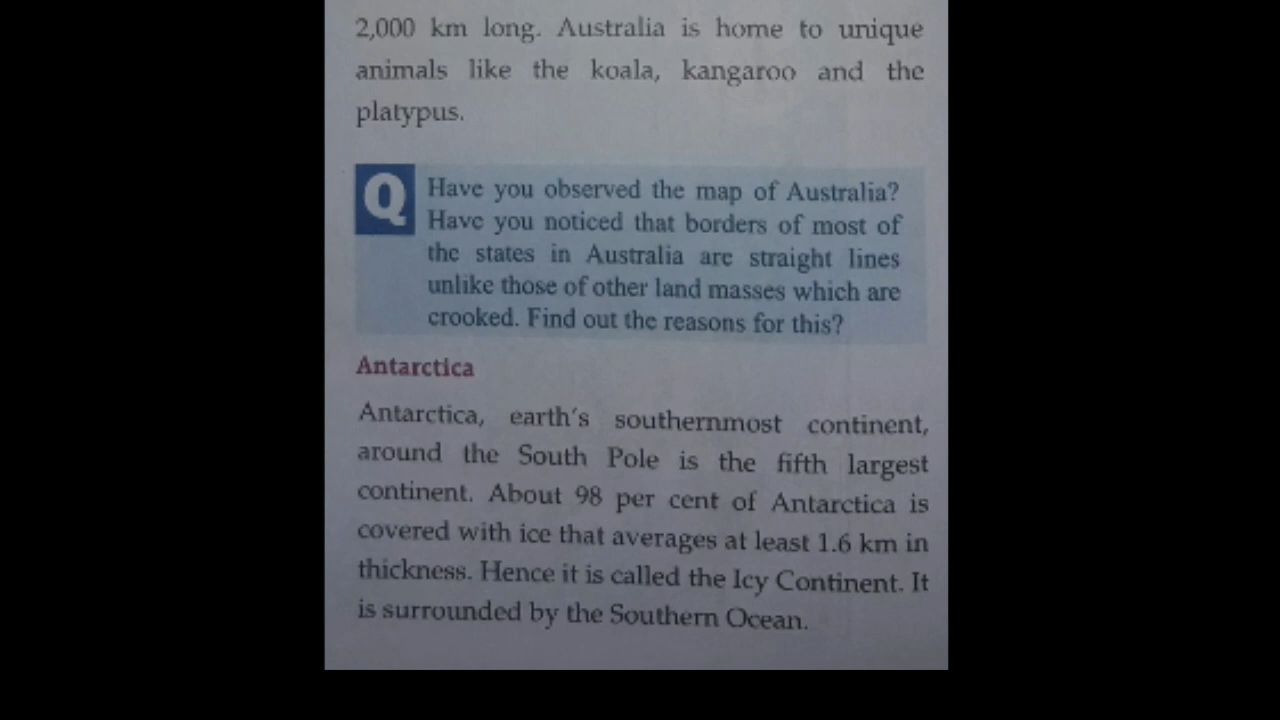 2,000 km long. Australia is home to unique
animals like the koala, kangaroo and the
platypus.
Q
Have you observed the map of Australia?
Have you noticed that borders of most of
the states in Australia are straight lines
unlike those of other land masses which are
crooked. Find out the reasons for this?
Antarctica
Antarctica, earth's southernmost continent,
around the South Pole is the fifth largest
continent. About 98 per cent of Antarctica is
covered with ice that averages at least 1.6 km in
thickness. Hence it is called the Icy Continent. It
is surrounded by the Southern Ocean.